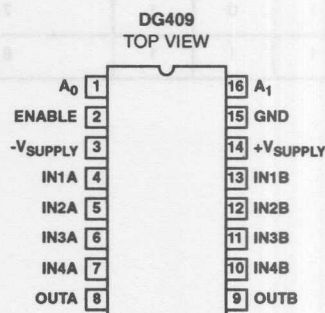 DG409
TOP VIEW
A0 1 16 A1
ENABLE 2 15 GND
-VSUPPLY 3 14 +VSUPPLY
IN1A 4 13 IN1B
IN2A 5 12 IN2B
IN3A 6 11 IN3B
IN4A 7 10 IN4B
OUTA 8 9 OUTB